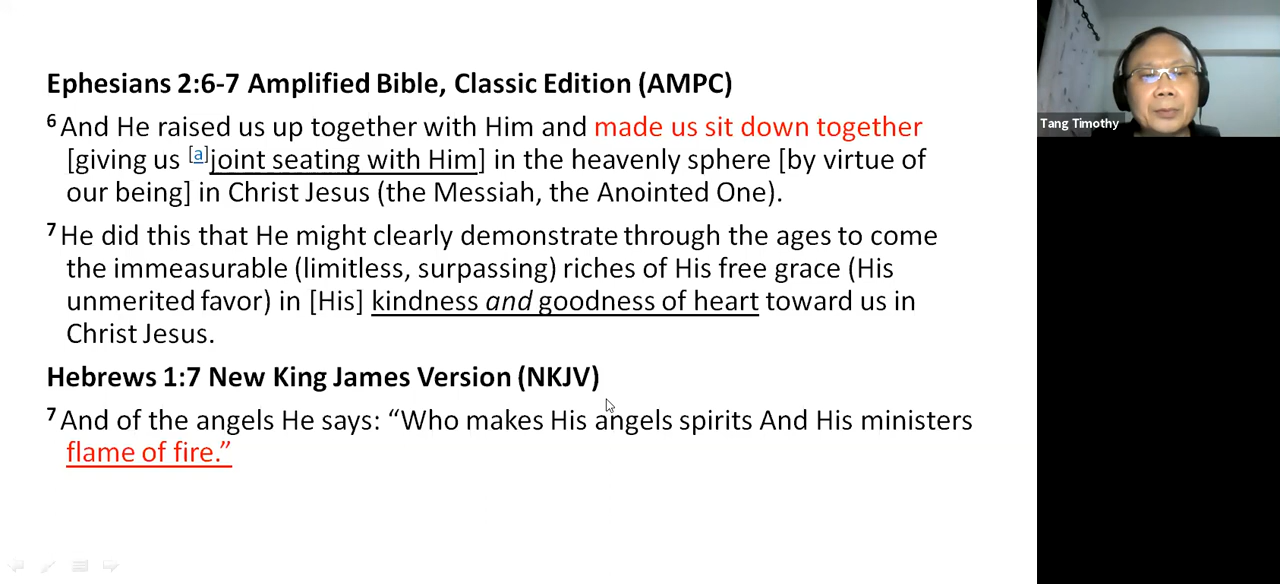 Ephesians 2:6-7 Amplified Bible, Classic Edition (AMPC)
6 And He raised us up together with Him and made us sit down together
[giving us [a]joint seating with Him] in the heavenly sphere [by virtue of
our being] in Christ Jesus (the Messiah, the Anointed One).
7 He did this that He might clearly demonstrate through the ages to come
the immeasurable (limitless, surpassing) riches of His free grace (His
unmerited favor) in [His] kindness and goodness of heart toward us in
Christ Jesus.
Hebrews 1:7 New King James Version (NKJV)
7 And of the angels He says: “Who makes His angels spirits And His ministers
flame of fire.”
Tang Timothy